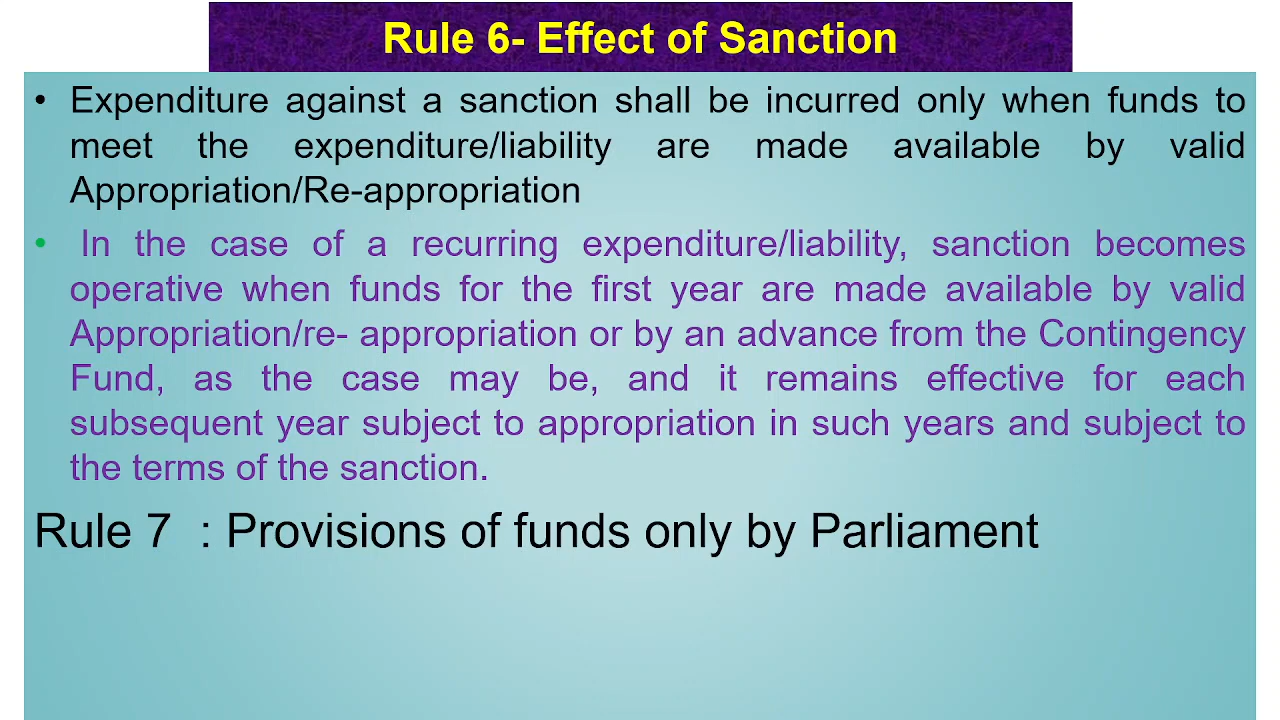 Rule 6- Effect of Sanction
• Expenditure against a sanction shall be incurred only when funds to
meet the expenditure/liability are made available by valid
Appropriation/Re-appropriation
• In the case of a recurring expenditure/liability, sanction becomes
operative when funds for the first year are made available by valid
Appropriation/re- appropriation or by an advance from the Contingency
Fund, as the case may be, and it remains effective for each
subsequent year subject to appropriation in such years and subject to
the terms of the sanction.
Rule 7 : Provisions of funds only by Parliament